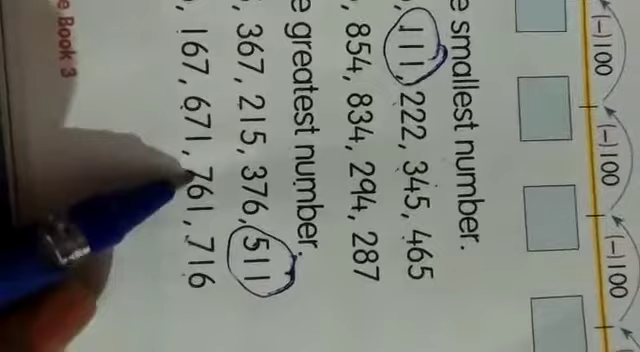 (–)100
(–)100
(–)100
e smallest number.
, 111, 222, 345, 465
, 854, 834, 294, 287
e greatest number.
, 367, 215, 376, 511
, 167, 671, 761, 716
e Book 3